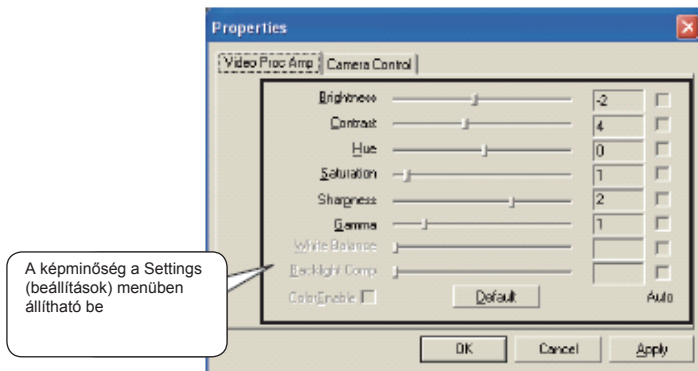 Properties
Video Proc Amp Camera Control
Brightness -2
Contrast 4
Hue 0
Saturation 1
Sharpness 2
Gamma 1
White Balance
Backlight Comp
ColorEnable Default Auto
OK Cancel Apply
A képminőség a Settings
(beállítások) menüben
állítható be